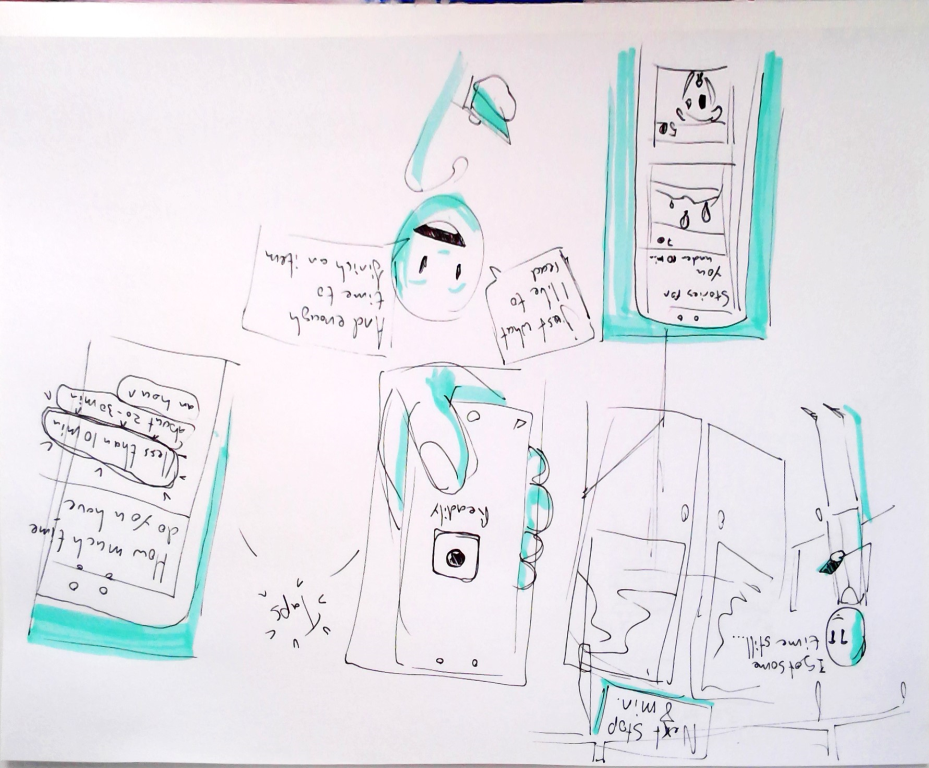 Next Stop
8 min.
I got some
time still...
Readily
Taps
How much time
do you have
less than 10 min
about 20-30 min
an hour
Stories for
you
under 10 min
Just what
I like to
read
And enough
time to
finish an item